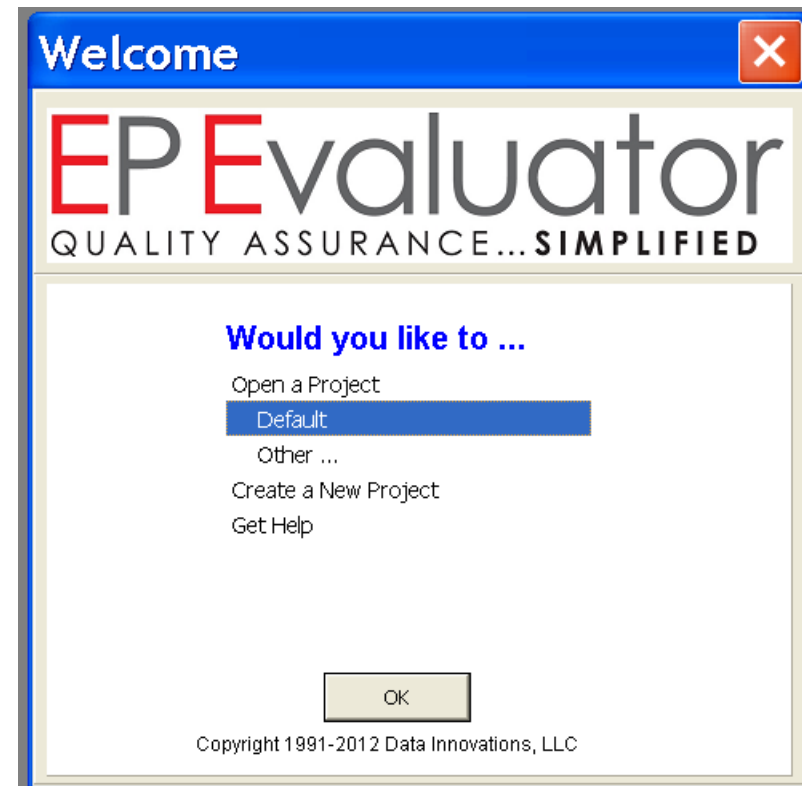 Welcome
EP Evaluator
QUALITY ASSURANCE...SIMPLIFIED
Would you like to ...
Open a Project
Default
Other ...
Create a New Project
Get Help
OK
Copyright 1991-2012 Data Innovations, LLC